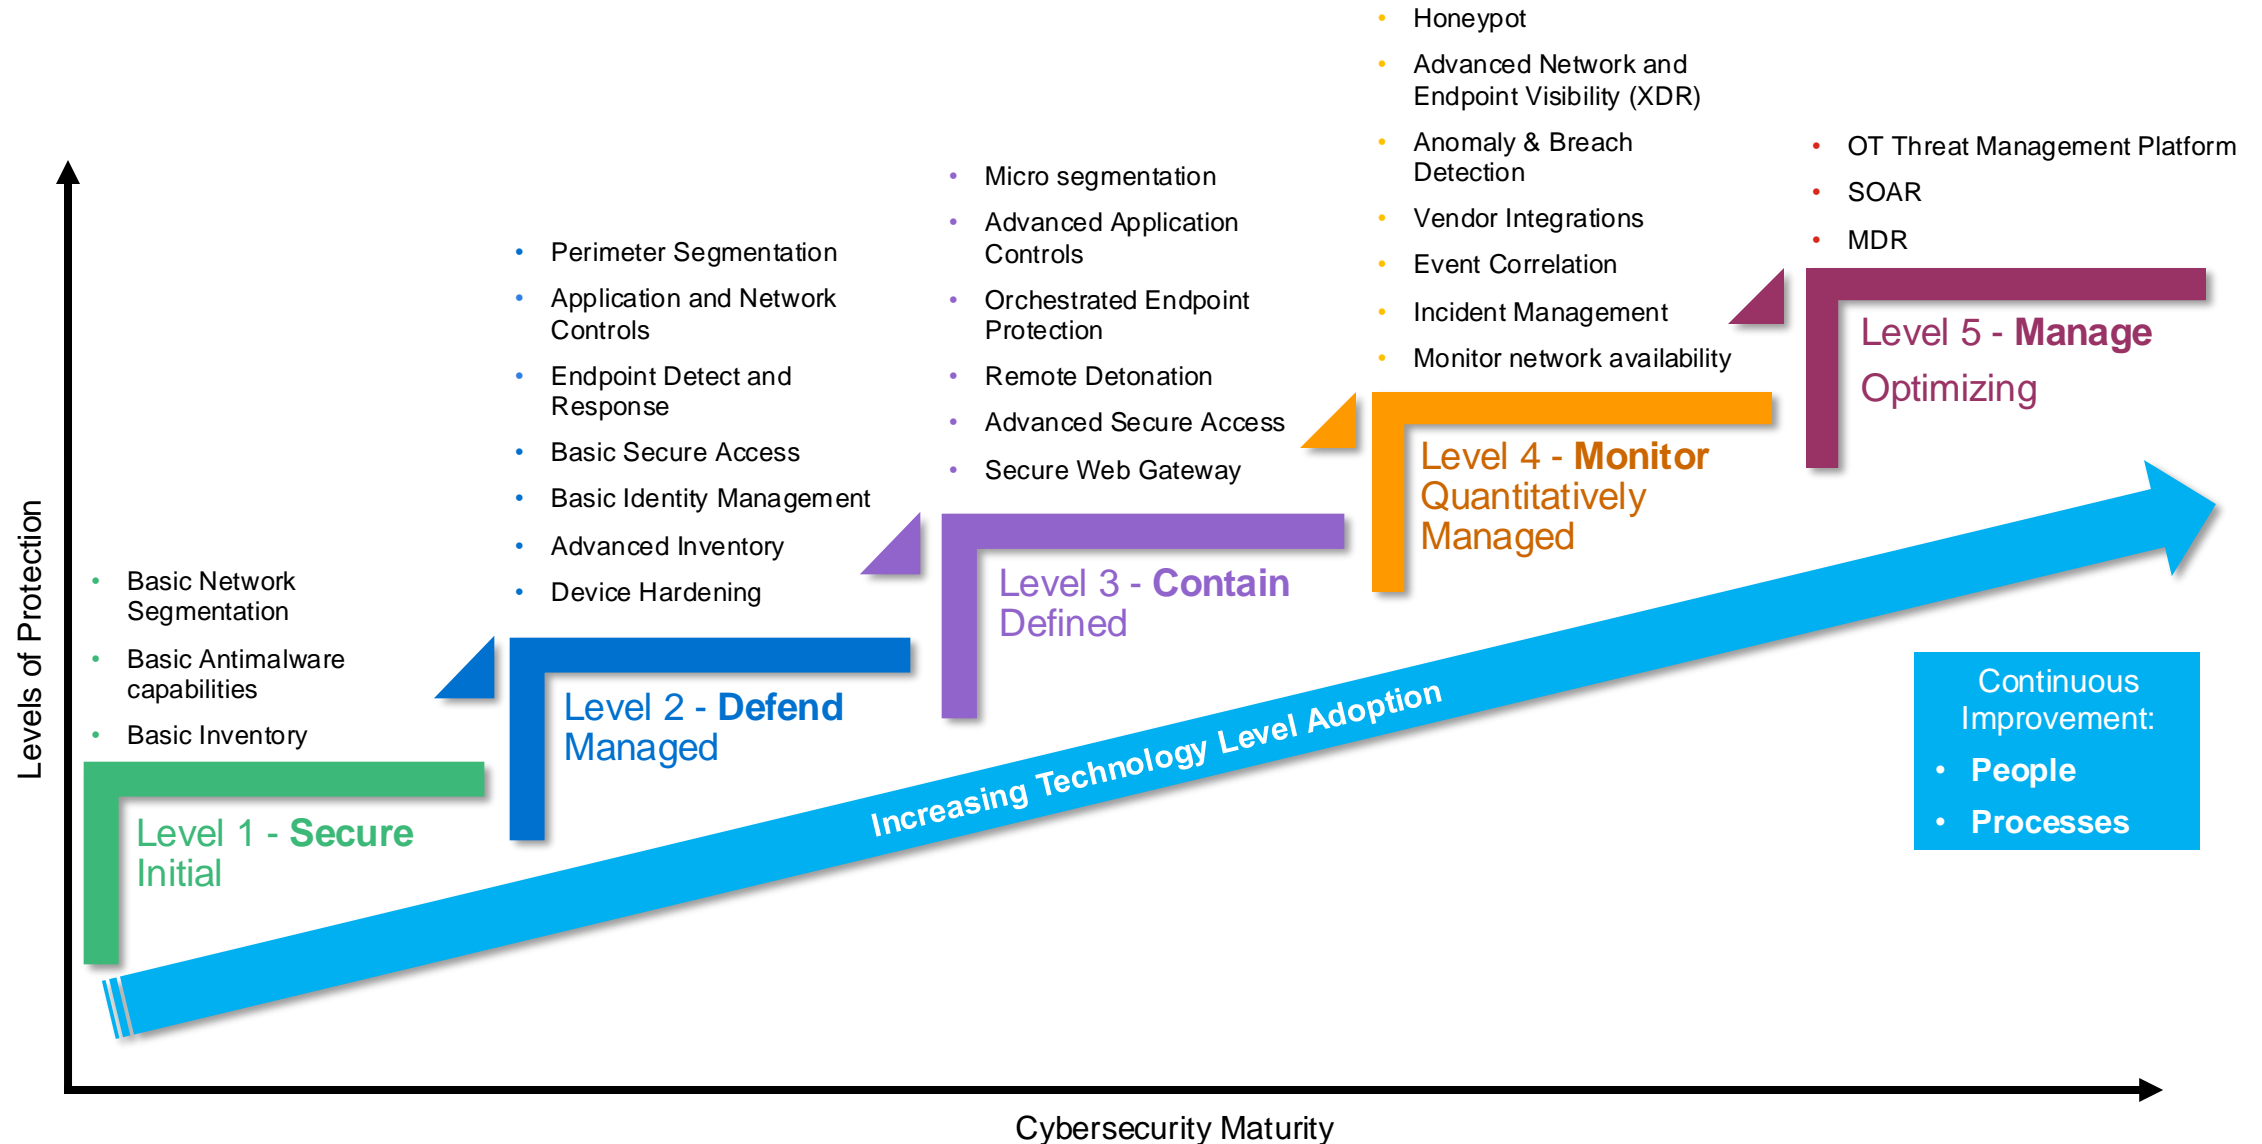 Levels of Protection
• Basic Network
Segmentation
• Basic Antimalware
capabilities
• Basic Inventory
Level 1 - Secure
Initial
• Perimeter Segmentation
• Application and Network
Controls
• Endpoint Detect and
Response
• Basic Secure Access
• Basic Identity Management
• Advanced Inventory
• Device Hardening
Level 2 - Defend
Managed
• Micro segmentation
• Advanced Application
Controls
• Orchestrated Endpoint
Protection
• Remote Detonation
• Advanced Secure Access
• Secure Web Gateway
Level 3 - Contain
Defined
• Honeypot
• Advanced Network and
Endpoint Visibility (XDR)
• Anomaly & Breach
Detection
• Vendor Integrations
• Event Correlation
• Incident Management
• Monitor network availability
Level 4 - Monitor
Quantitatively
Managed
• OT Threat Management Platform
• SOAR
• MDR
Level 5 - Manage
Optimizing
Increasing Technology Level Adoption
Continuous
Improvement:
• People
• Processes
Cybersecurity Maturity